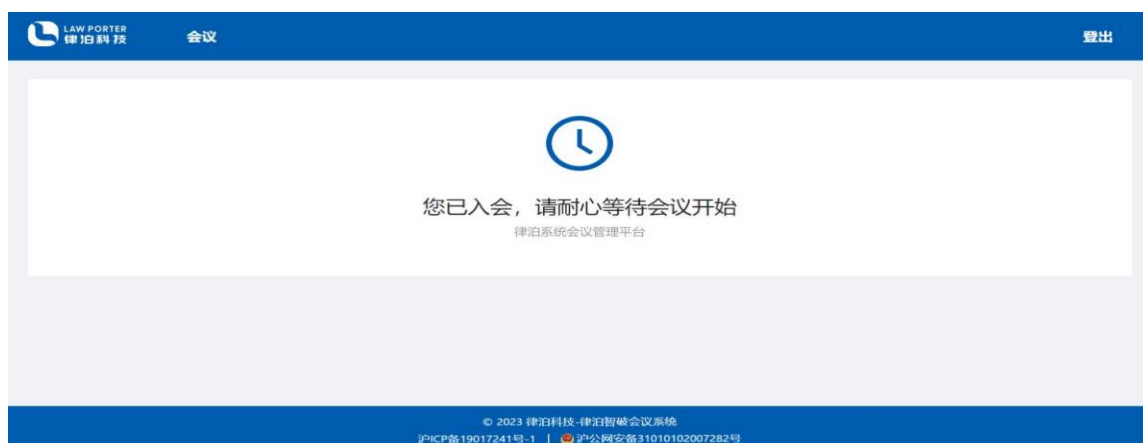 LAW PORTER
律泊科技
会议
登出
您已入会，请耐心等待会议开始
律泊系统会议管理平台
© 2023 律泊科技-律泊智破会议系统
沪ICP备19017241号-1 | 沪公网安备31010102007282号